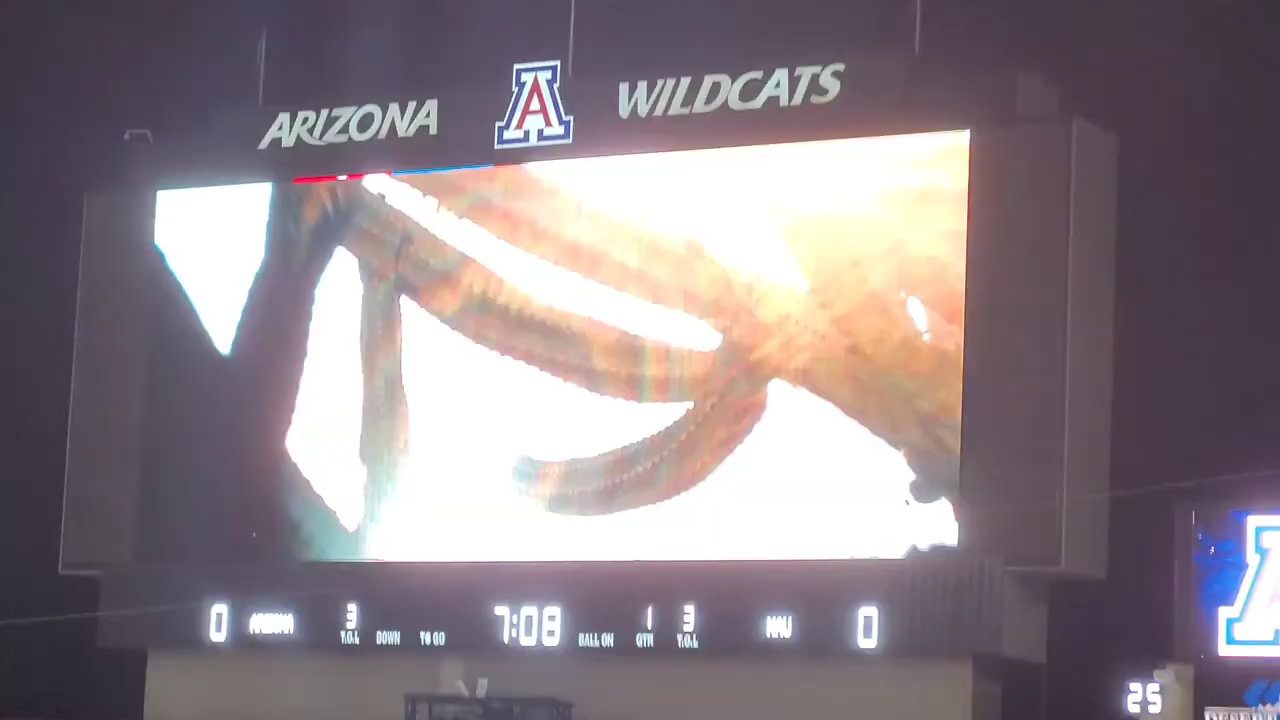 ARIZONA A WILDCATS
0 ARIZONA 3 T.O.L DOWN TO GO 7:08 BALL ON 1 QTR 3 T.O.L NAU 0
A
25